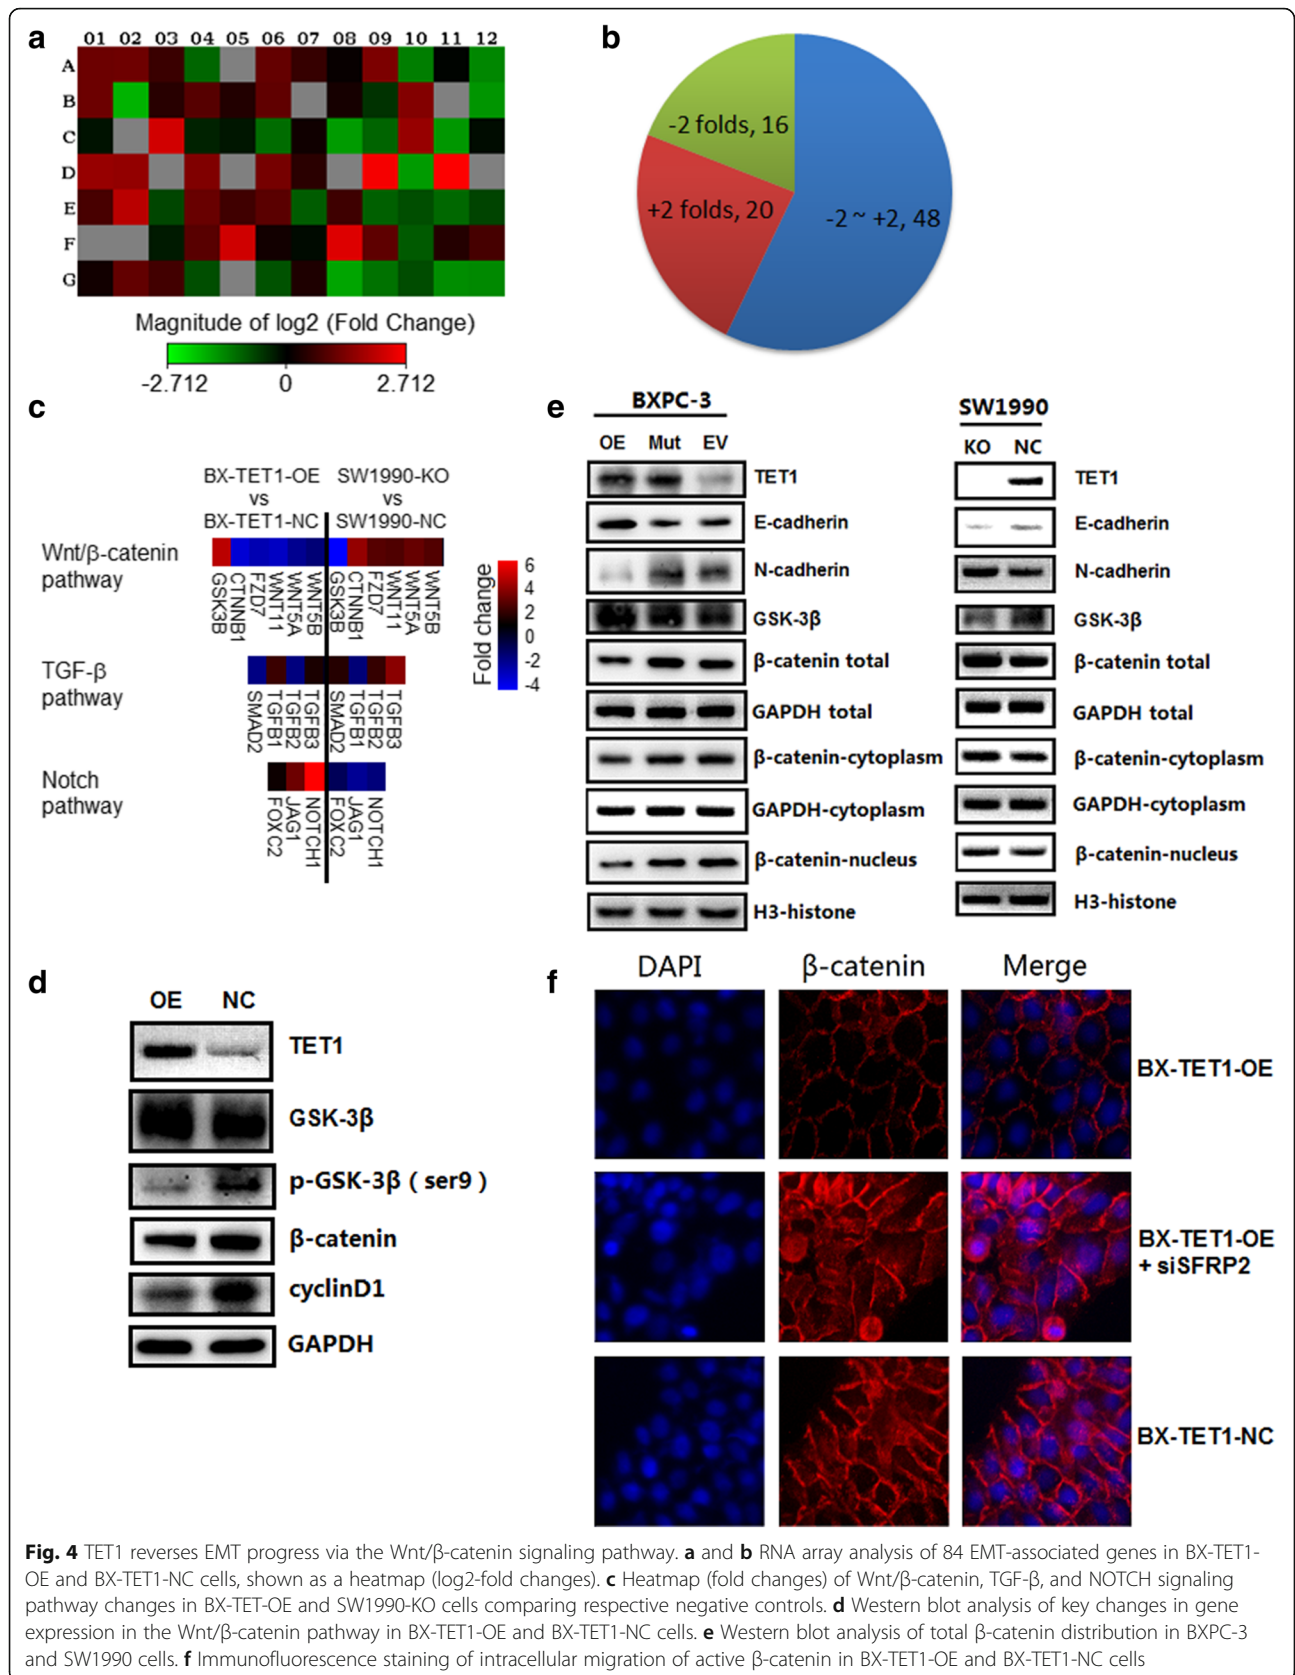 a
01 02 03 04 05 06 07 08 09 10 11 12
A
B
C
D
E
F
G
Magnitude of log2 (Fold Change)
-2.712 0 2.712
b
-2 folds, 16
+2 folds, 20
-2 ~ +2, 48
c
BX-TET1-OE
vs
BX-TET1-NC
SW1990-KO
vs
SW1990-NC
Wnt/β-catenin
pathway
GSK3B CTNNB1 FZD7 WNT11 WNT5A WNT5B GSK3B CTNNB1 FZD7 WNT11 WNT5A WNT5B
TGF-β
pathway
SMAD2 TGFB1 TGFB2 TGFB3 SMAD2 TGFB1 TGFB2 TGFB3
Notch
pathway
FOXC2 JAG1 NOTCH1 FOXC2 JAG1 NOTCH1
Fold change
6
4
2
0
-2
-4
e
BXPC-3
OE Mut EV
TET1
E-cadherin
N-cadherin
GSK-3β
β-catenin total
GAPDH total
β-catenin-cytoplasm
GAPDH-cytoplasm
β-catenin-nucleus
H3-histone
SW1990
KO NC
TET1
E-cadherin
N-cadherin
GSK-3β
β-catenin total
GAPDH total
β-catenin-cytoplasm
GAPDH-cytoplasm
β-catenin-nucleus
H3-histone
d
OE NC
TET1
GSK-3β
p-GSK-3β ( ser9 )
β-catenin
cyclinD1
GAPDH
f
DAPI β-catenin Merge
BX-TET1-OE
BX-TET1-OE
+ siSFRP2
BX-TET1-NC
Fig. 4 TET1 reverses EMT progress via the Wnt/β-catenin signaling pathway. a and b RNA array analysis of 84 EMT-associated genes in BX-TET1-
OE and BX-TET1-NC cells, shown as a heatmap (log2-fold changes). c Heatmap (fold changes) of Wnt/β-catenin, TGF-β, and NOTCH signaling
pathway changes in BX-TET-OE and SW1990-KO cells comparing respective negative controls. d Western blot analysis of key changes in gene
expression in the Wnt/β-catenin pathway in BX-TET1-OE and BX-TET1-NC cells. e Western blot analysis of total β-catenin distribution in BXPC-3
and SW1990 cells. f Immunofluorescence staining of intracellular migration of active β-catenin in BX-TET1-OE and BX-TET1-NC cells